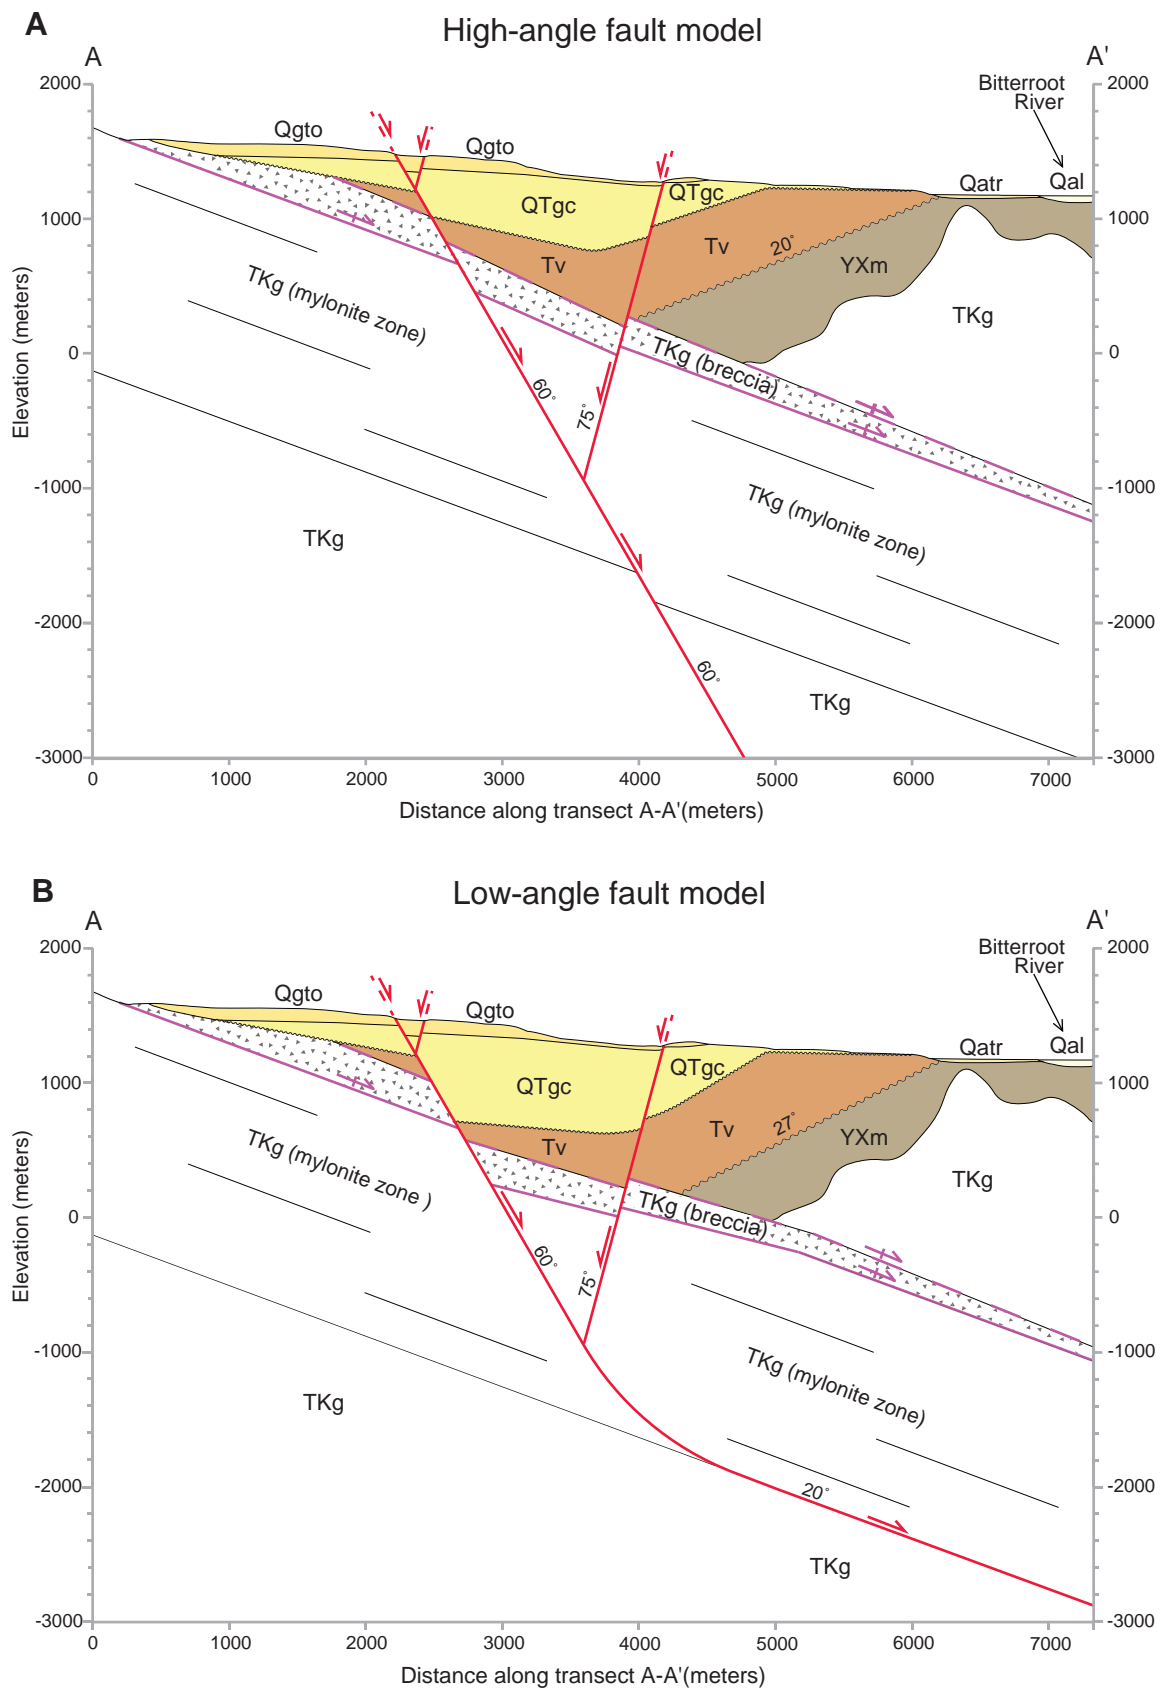 A
High-angle fault model
A
A'
Bitterroot
River
2000
2000
Qgto
Qgto
Qatr
Qal
QTgc
QTgc
1000
1000
Tv
Tv
20°
YXm
TKg (mylonite zone)
TKg
0
0
TKg (breccia)
60°
75°
-1000
-1000
TKg (mylonite zone)
TKg
-2000
-2000
60°
TKg
-3000
-3000
Elevation (meters)
0
1000
2000
3000
4000
5000
6000
7000
Distance along transect A-A'(meters)
B
Low-angle fault model
A
A'
Bitterroot
River
2000
2000
Qgto
Qgto
Qatr
Qal
QTgc
QTgc
1000
1000
Tv
Tv
27°
YXm
TKg (mylonite zone )
TKg
TKg (breccia)
0
0
60°
75°
-1000
-1000
TKg (mylonite zone)
TKg
20°
-2000
-2000
TKg
-3000
-3000
Elevation (meters)
0
1000
2000
3000
4000
5000
6000
7000
Distance along transect A-A'(meters)